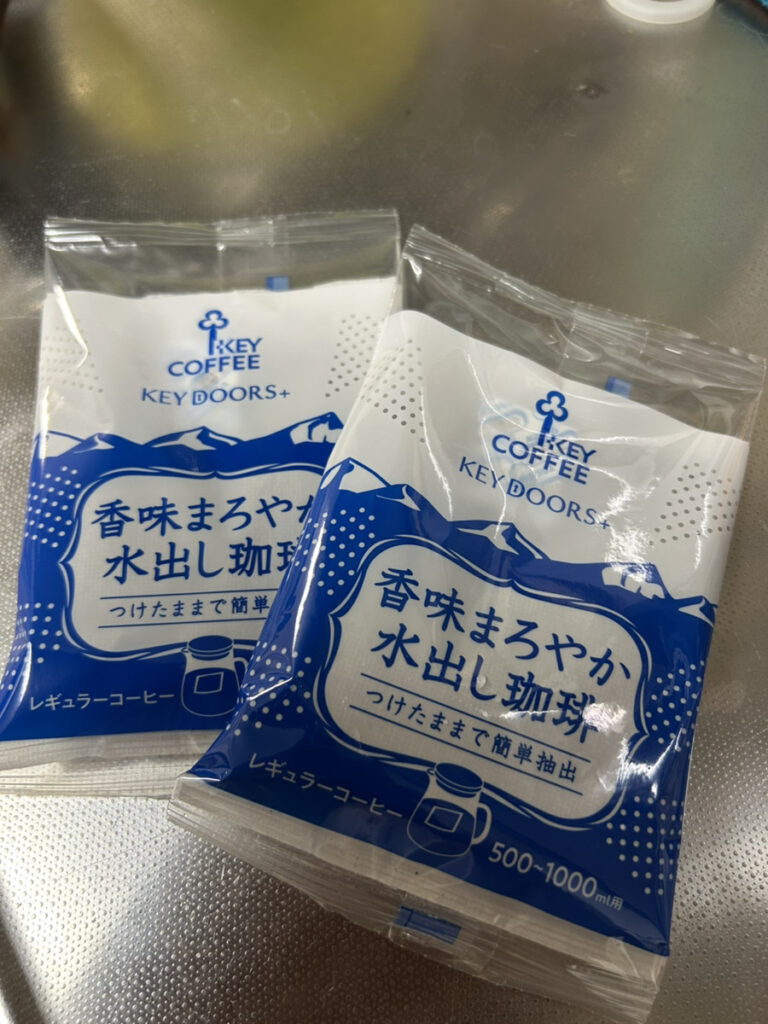 KEY
COFFEE
KEY DOORS+
香味まろやか
水出し珈琲
つけたままで簡単
レギュラーコーヒー
KEY
COFFEE
KEY DOORS+
香味まろやか
水出し珈琲
つけたままで簡単抽出
レギュラーコーヒー
500~1000ml用